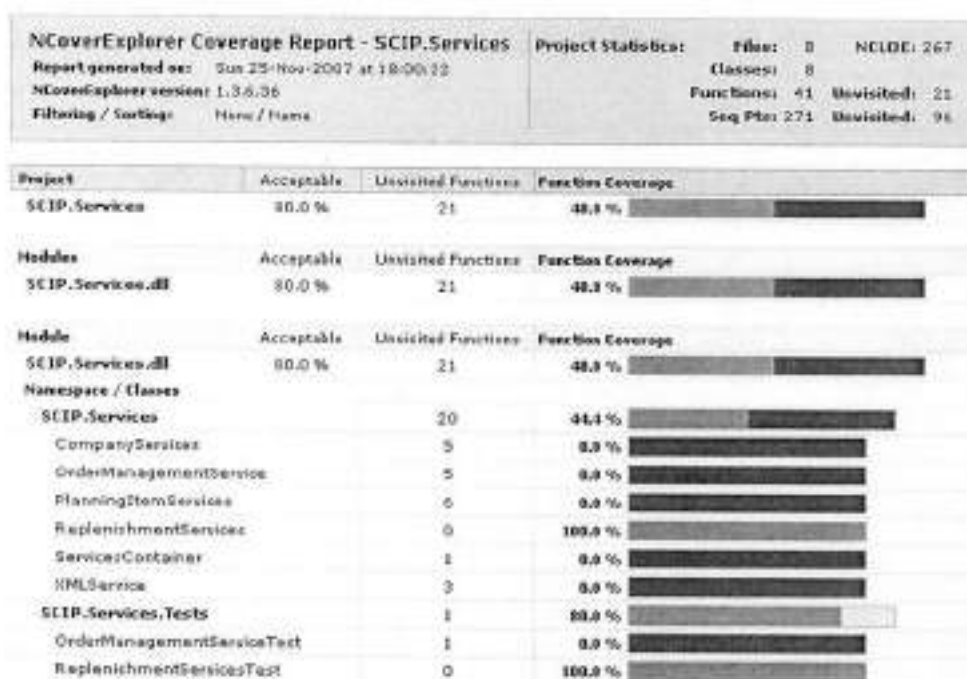 NCoverExplorer Coverage Report - SCIP.Services
Report generated on: Sun 25-Nov-2007 at 18:00:22
NCoverExplorer version: 1.3.6.36
Filtering / Sorting: None / Name
Project Statistics: Files: 8 NCLOC: 267
Classes: 8
Functions: 41 Unvisited: 21
Seq Pts: 271 Unvisited: 96
Project Acceptable Unvisited Functions Function Coverage
SCIP.Services 80.0 % 21 48.8 %
Modules Acceptable Unvisited Functions Function Coverage
SCIP.Services.dll 80.0 % 21 48.8 %
Module Acceptable Unvisited Functions Function Coverage
SCIP.Services.dll 80.0 % 21 48.8 %
Namespace / Classes
SCIP.Services 20 44.4 %
CompanyServices 5 0.0 %
OrderManagementService 5 0.0 %
PlanningItemServices 6 0.0 %
ReplenishmentServices 0 100.0 %
ServicesContainer 1 0.0 %
XMLService 3 0.0 %
SCIP.Services.Tests 1 80.0 %
OrderManagementServiceTest 1 0.0 %
ReplenishmentServicesTest 0 100.0 %